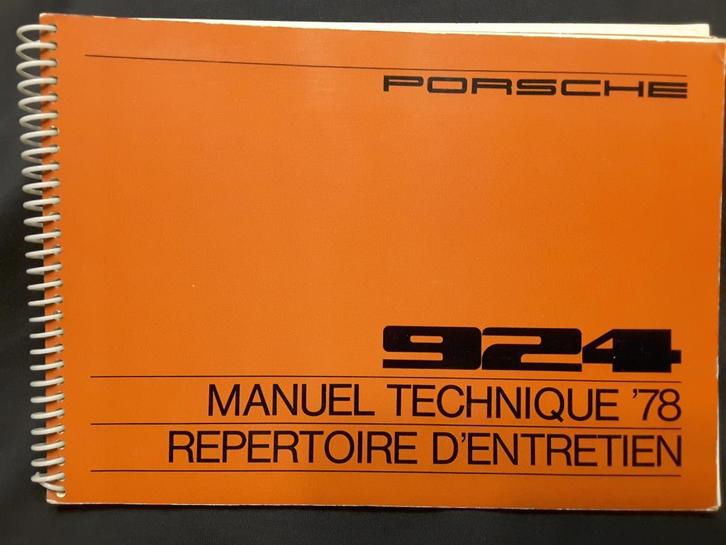 PORSCHE
924
MANUEL TECHNIQUE '78
REPERTOIRE D'ENTRETIEN